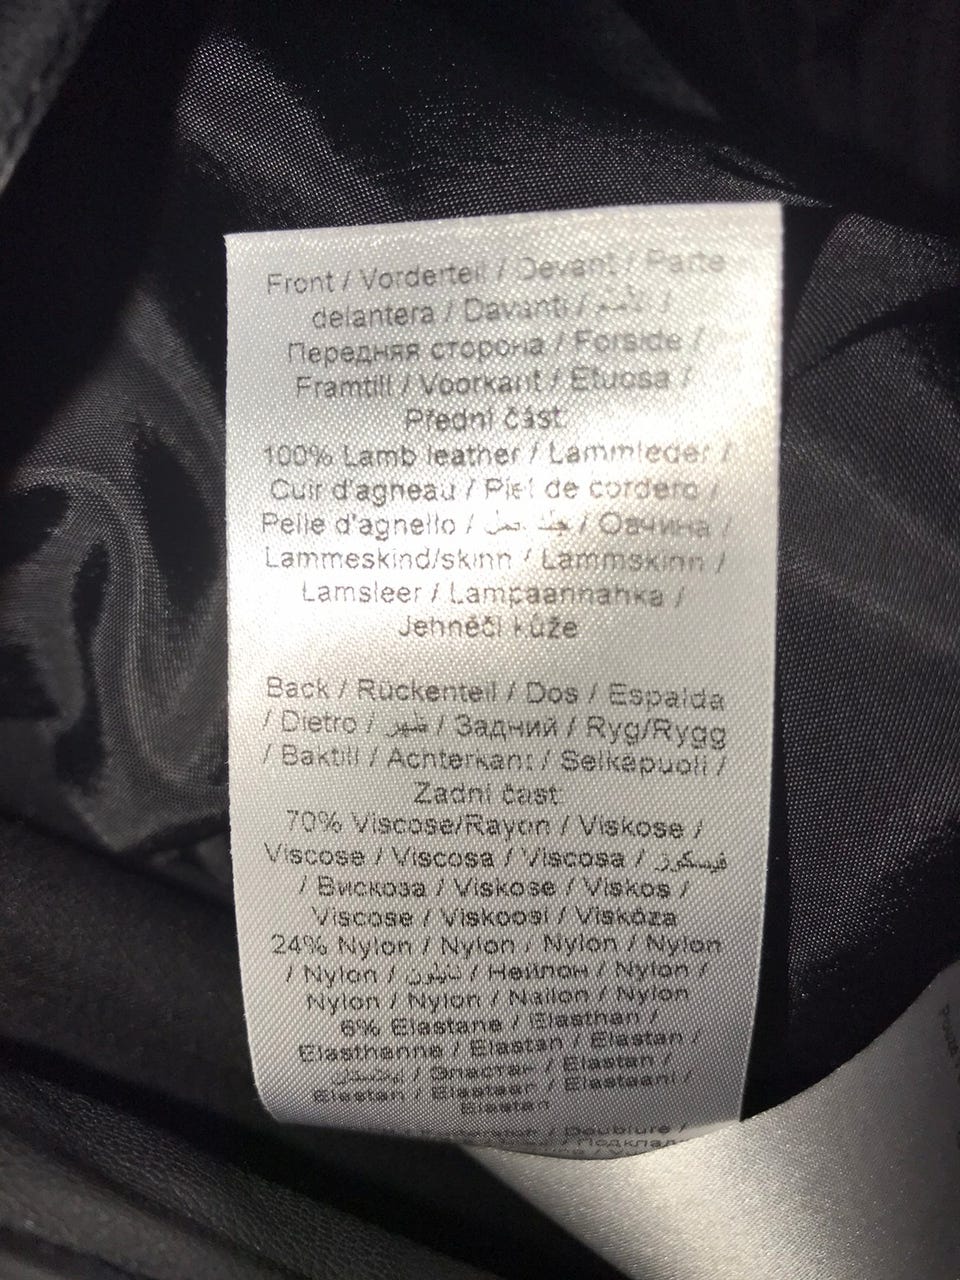 Front / Vorderteil / Devant / Parte
delantera / Davanti / /
Передняя сторона / Forside /
Framtill / Voorkant / Etuosa /
Přední část:
100% Lamb leather / Lammleder /
Cuir d'agneau / Piel de cordero /
Pelle d'agnello / جلد حمل / Овчина /
Lammeskind/skinn / Lammskinn /
Lamsleer / Lampaannahka /
Jehněčí kůže
Back / Rückenteil / Dos / Espalda
/ Dietro / ظهر / Задний / Ryg/Rygg
/ Baktill / Achterkant / Selkäpuoli /
Zadní část:
70% Viscose/Rayon / Viskose /
Viscose / Viscosa / Viscosa / فيسكوز
/ Вискоза / Viskose / Viskos /
Viscose / Viskoosi / Viskóza
24% Nylon / Nylon / Nylon / Nylon
/ Nylon / نايلون / Нейлон / Nylon /
Nylon / Nylon / Nailon / Nylon
6% Elastane / Elasthan /
Elasthanne / Elastan / Elastan /
/ Эластан / Elastan /
Elastan / Elastaan / Elastaani /
Elastan
/ Doublure /
/ Подклад